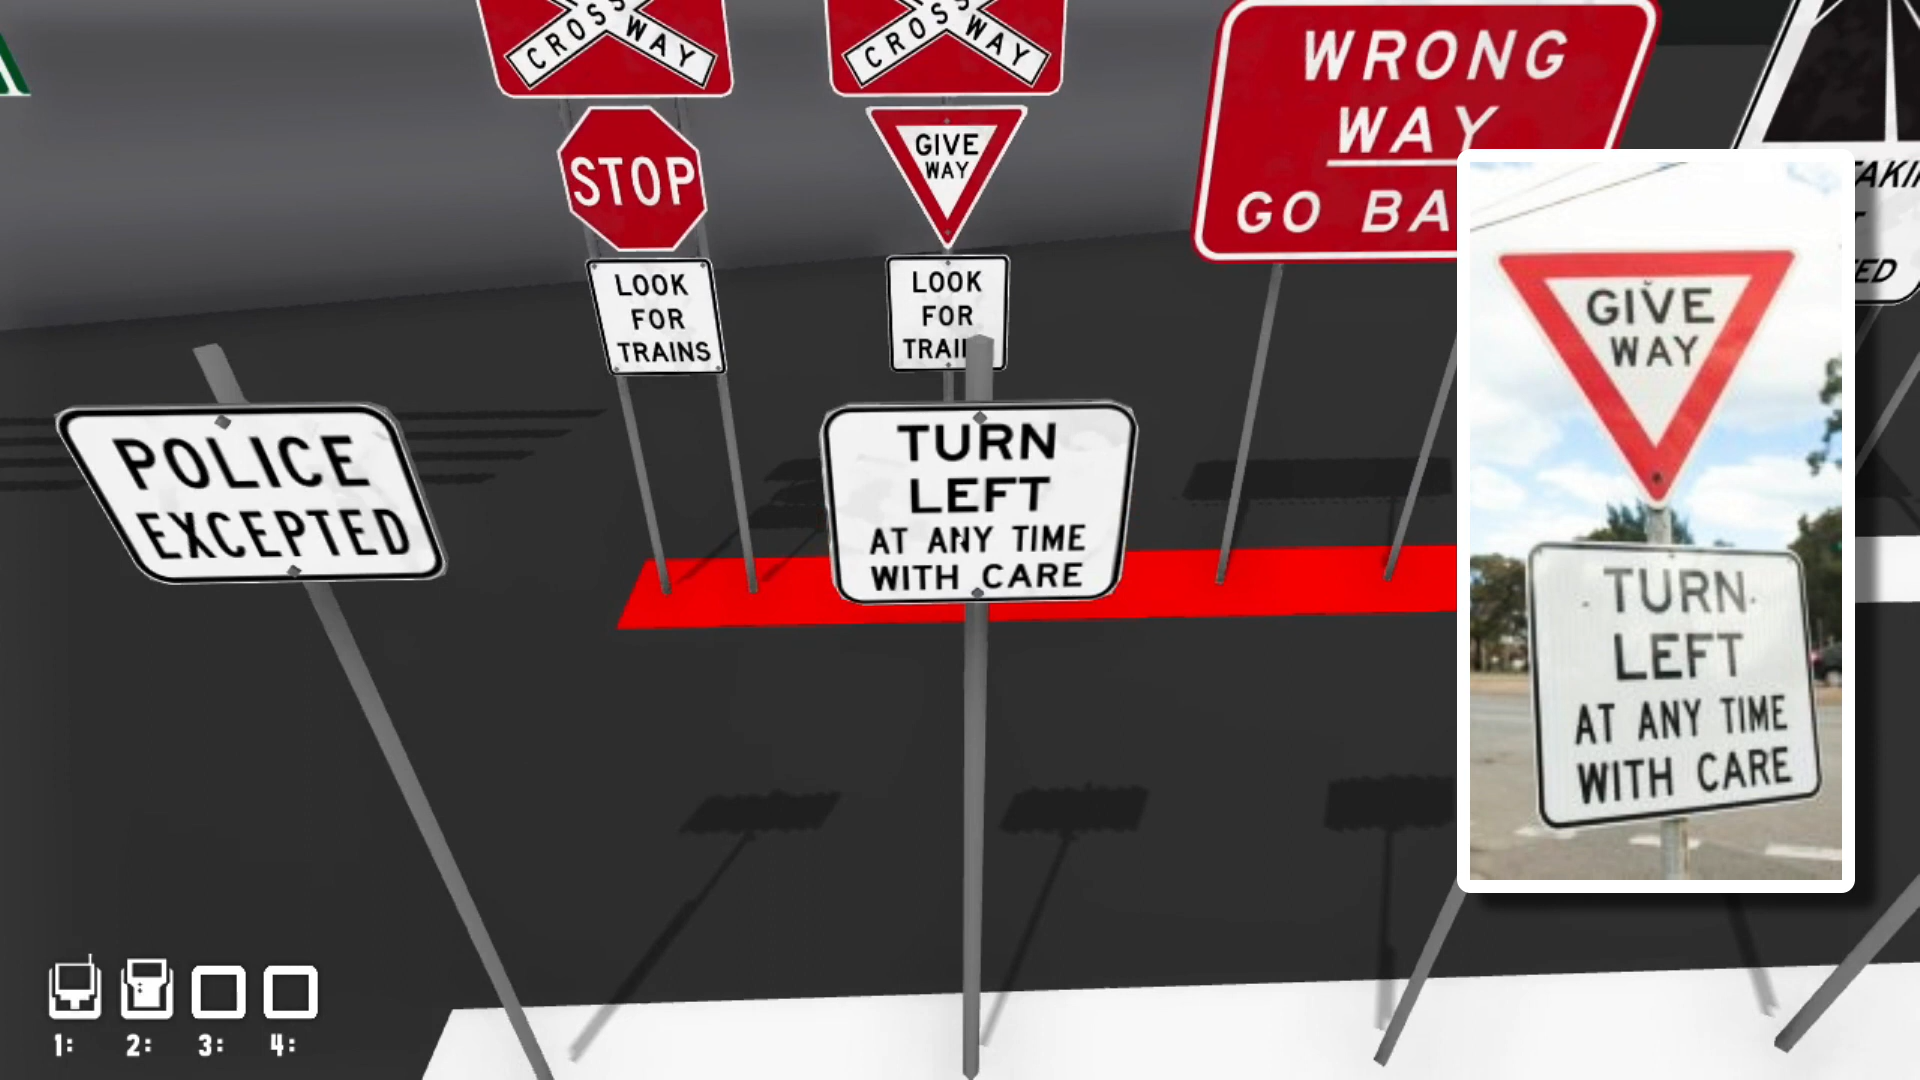 CROSS WAY
STOP
LOOK
FOR
TRAINS
CROSS WAY
GIVE
WAY
LOOK
FOR
WRONG
WAY
GO BA
POLICE
EXCEPTED
TURN
LEFT
AT ANY TIME
WITH CARE
GIVE
WAY
TURN
LEFT
AT ANY TIME
WITH CARE
1: 2: 3: 4: